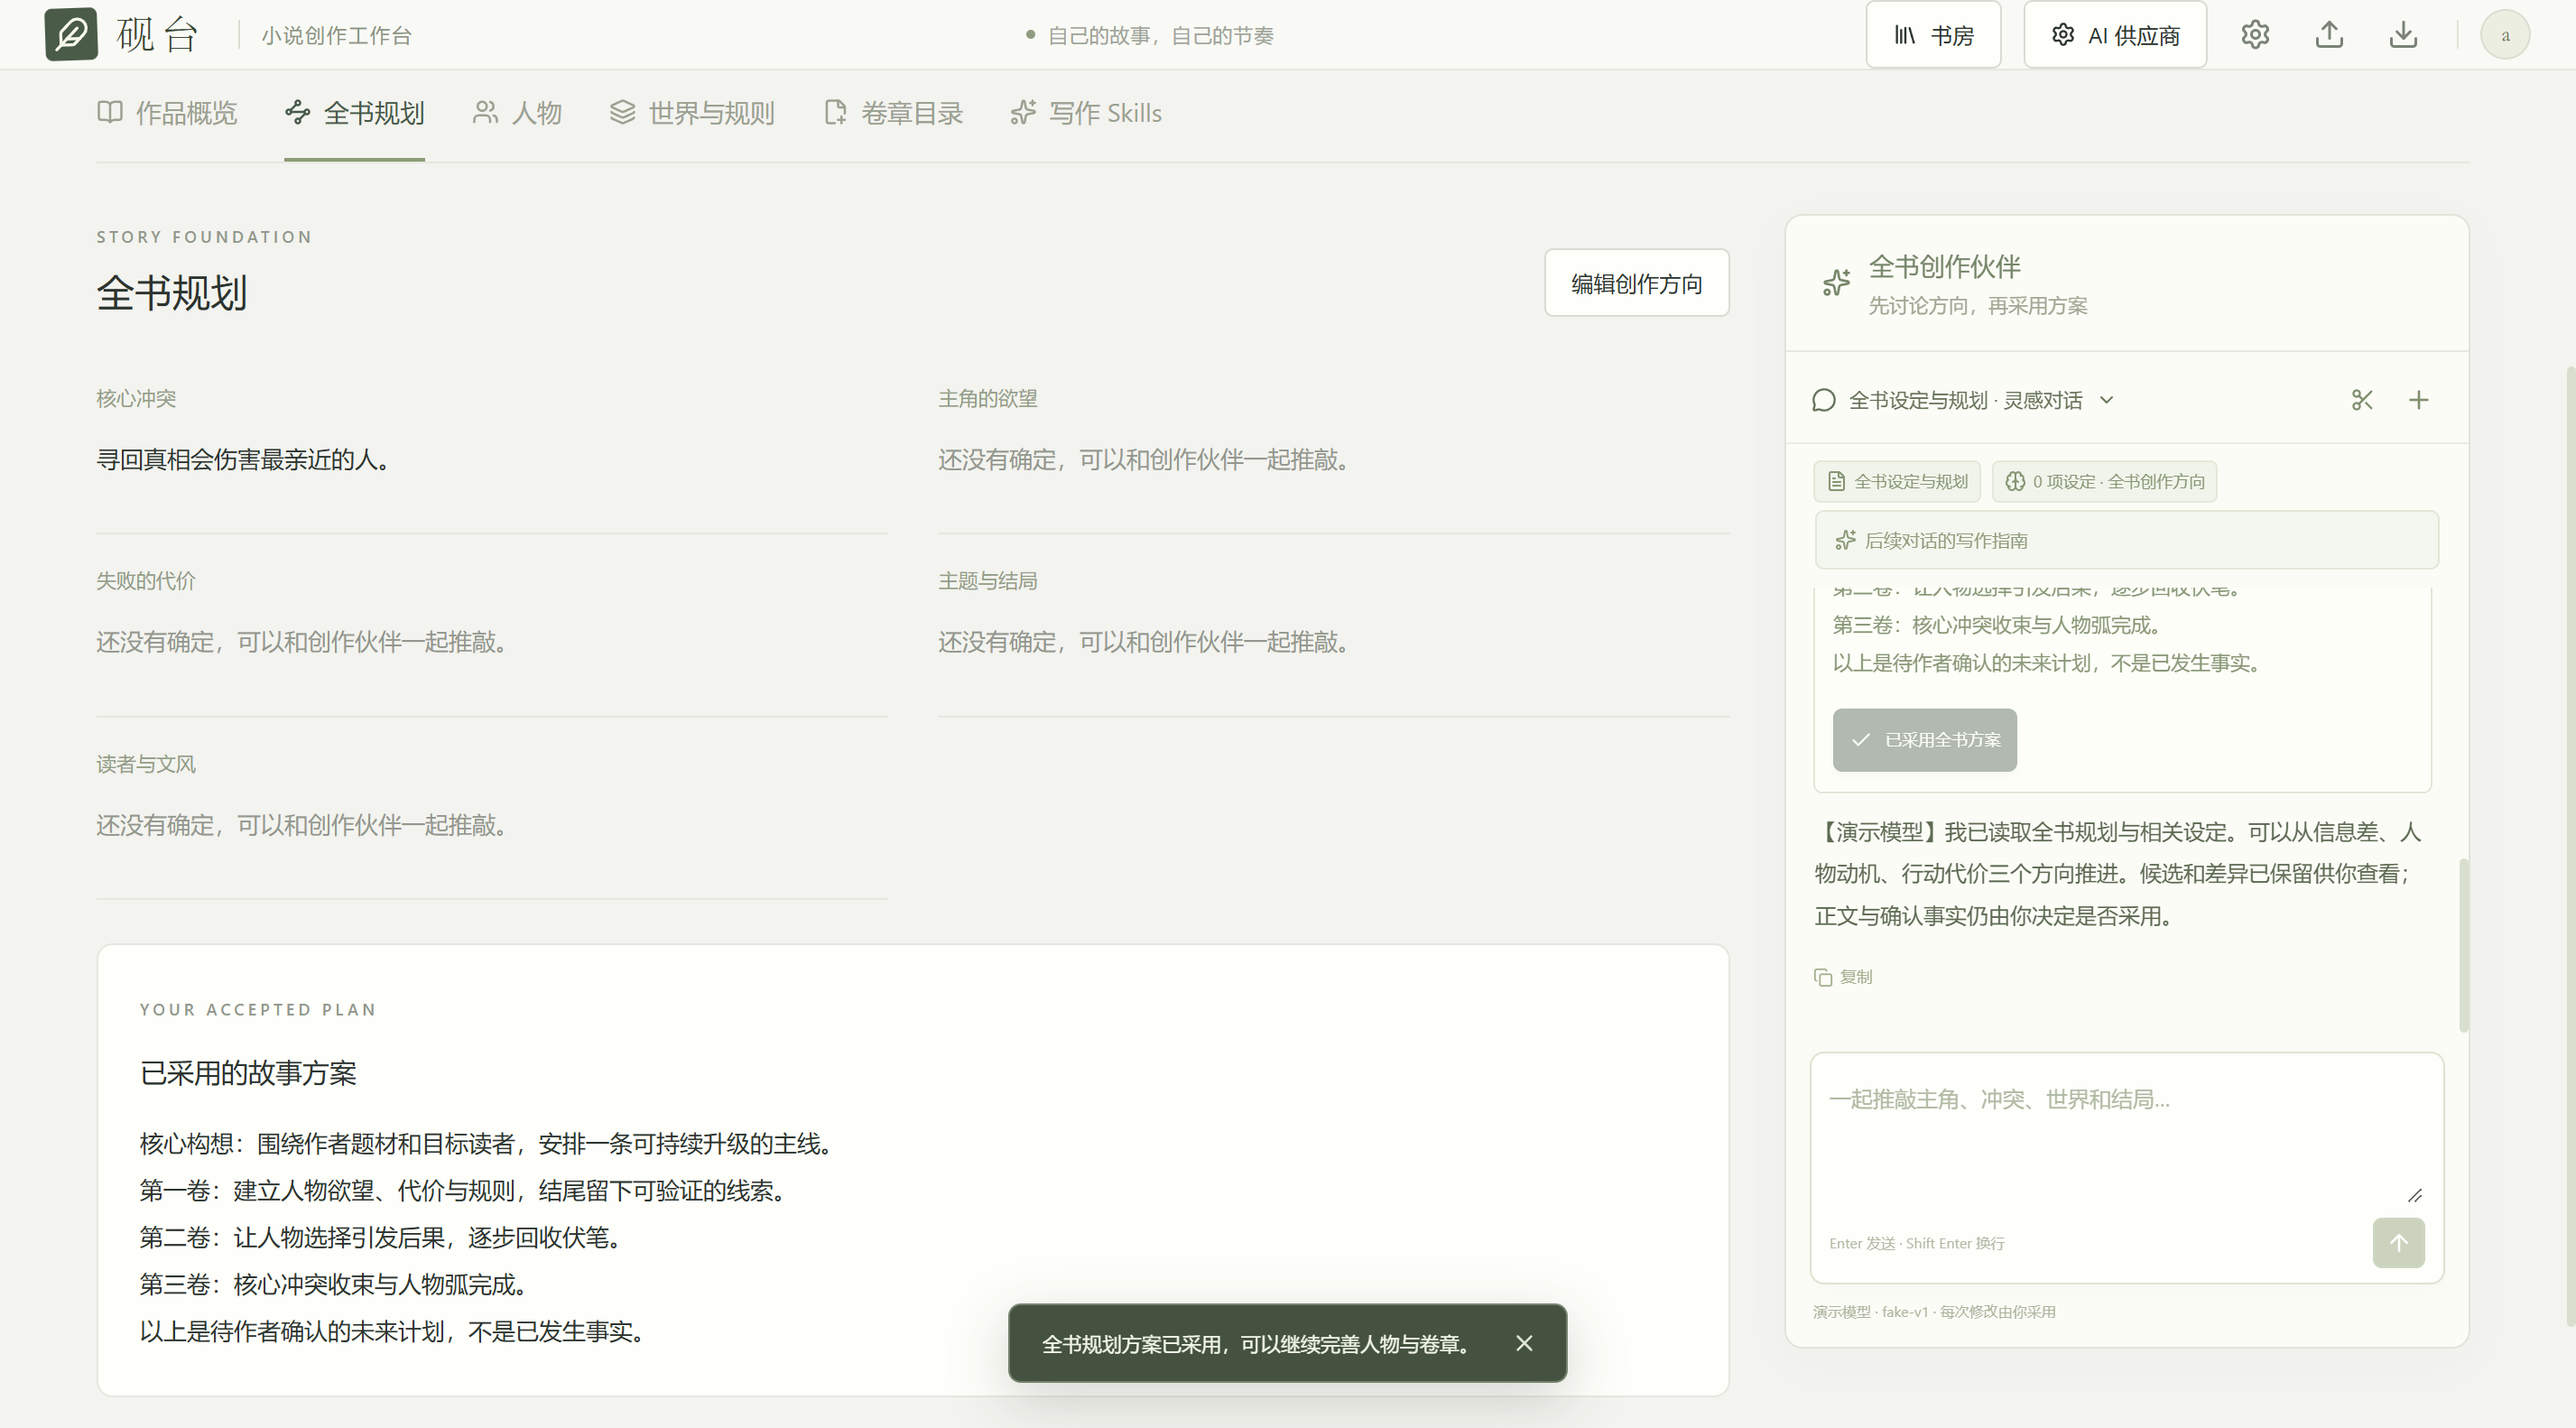 砚台
小说创作工作台
自己的故事，自己的节奏
书房
AI 供应商
a
作品概览
全书规划
人物
世界与规则
卷章目录
写作 Skills
STORY FOUNDATION
全书规划
编辑创作方向
核心冲突
寻回真相会伤害最亲近的人。
主角的欲望
还没有确定，可以和创作伙伴一起推敲。
失败的代价
还没有确定，可以和创作伙伴一起推敲。
主题与结局
还没有确定，可以和创作伙伴一起推敲。
读者与文风
还没有确定，可以和创作伙伴一起推敲。
YOUR ACCEPTED PLAN
已采用的故事方案
核心构想：围绕作者题材和目标读者，安排一条可持续升级的主线。
第一卷：建立人物欲望、代价与规则，结尾留下可验证的线索。
第二卷：让人物选择引发后果，逐步回收伏笔。
第三卷：核心冲突收束与人物弧完成。
以上是待作者确认的未来计划，不是已发生事实。
全书规划方案已采用，可以继续完善人物与卷章。
全书创作伙伴
先讨论方向，再采用方案
全书设定与规划 · 灵感对话
全书设定与规划
0 项设定 · 全书创作方向
后续对话的写作指南
第二卷：让人物选择引发后果，逐步回收伏笔。
第三卷：核心冲突收束与人物弧完成。
以上是待作者确认的未来计划，不是已发生事实。
已采用全书方案
【演示模型】我已读取全书规划与相关设定。可以从信息差、人
物动机、行动代价三个方向推进。候选和差异已保留供你查看；
正文与确认事实仍由你决定是否采用。
复制
一起推敲主角、冲突、世界和结局...
Enter 发送 · Shift Enter 换行
演示模型 · fake-v1 · 每次修改由你采用